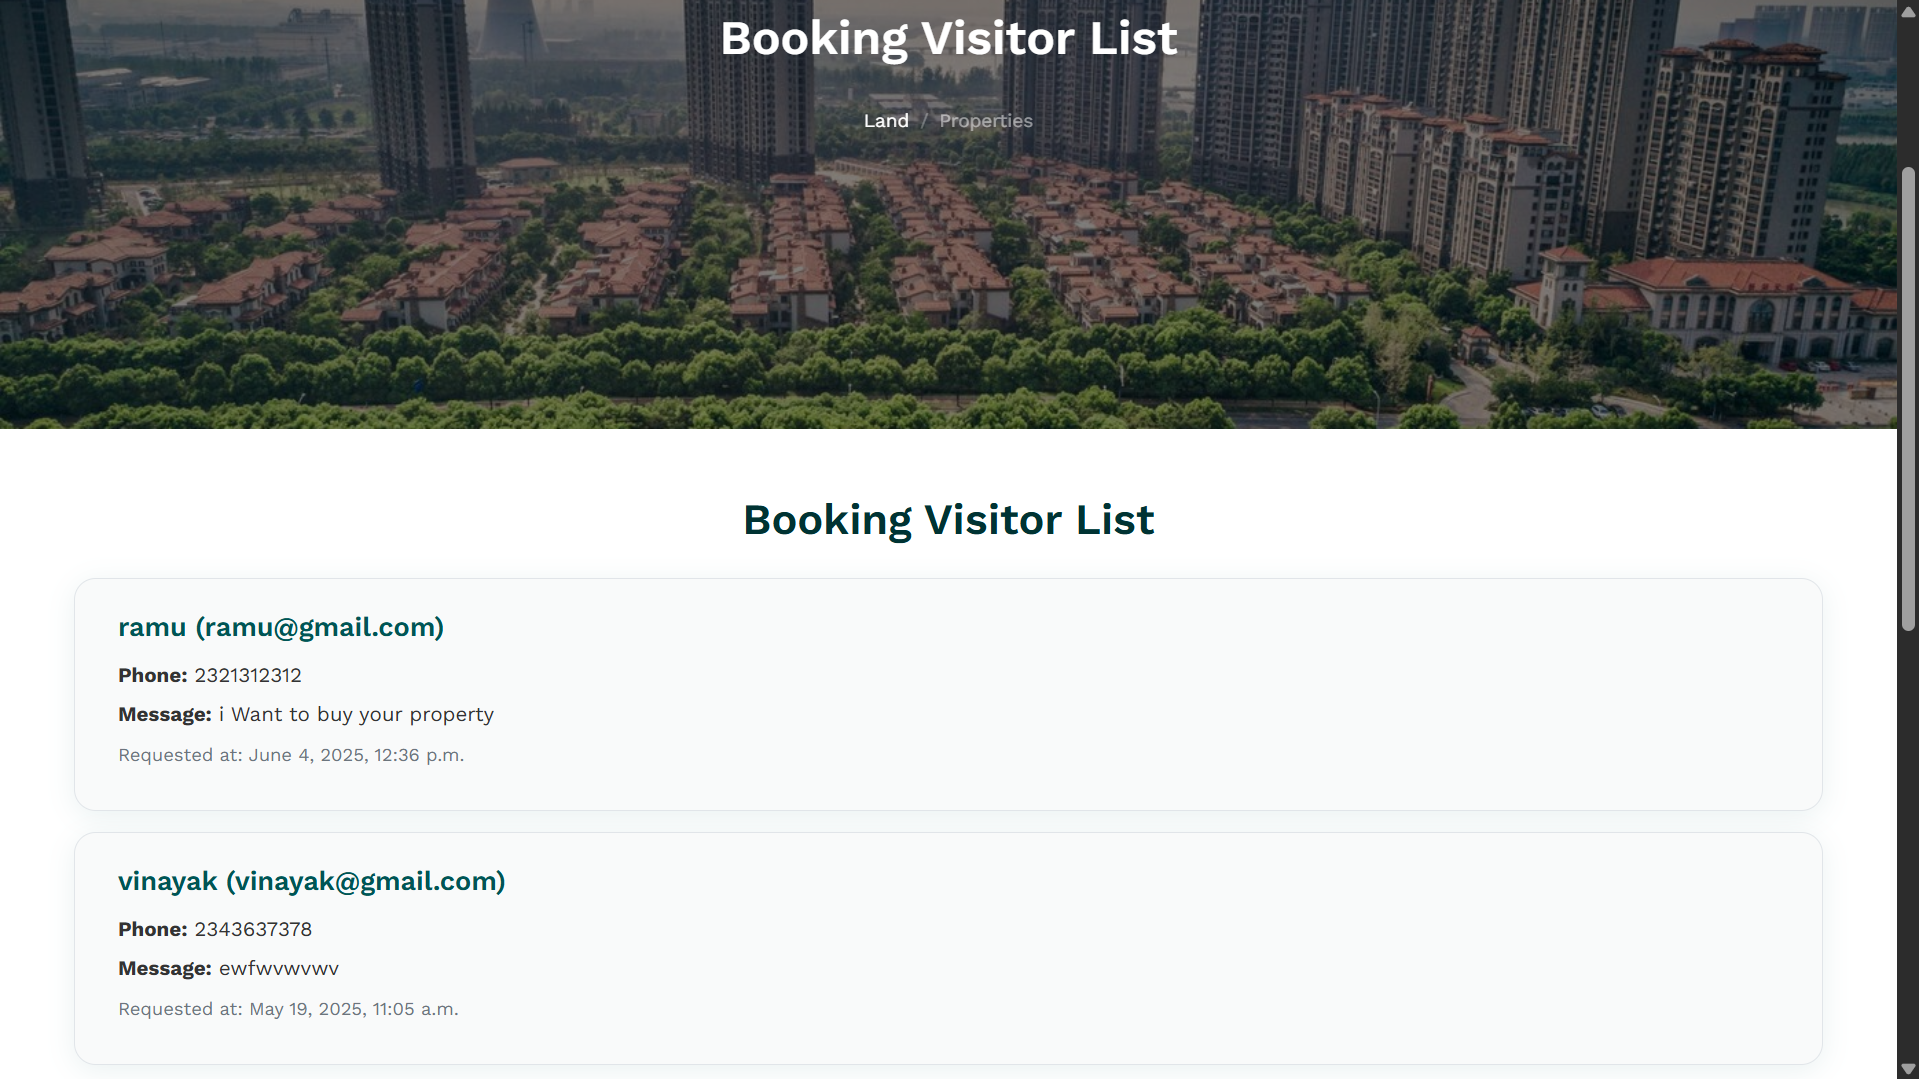 Booking Visitor List
Land / Properties
Booking Visitor List
ramu (ramu@gmail.com)
Phone: 2321312312
Message: i Want to buy your property
Requested at: June 4, 2025, 12:36 p.m.
vinayak (vinayak@gmail.com)
Phone: 2343637378
Message: ewfwvwvwv
Requested at: May 19, 2025, 11:05 a.m.